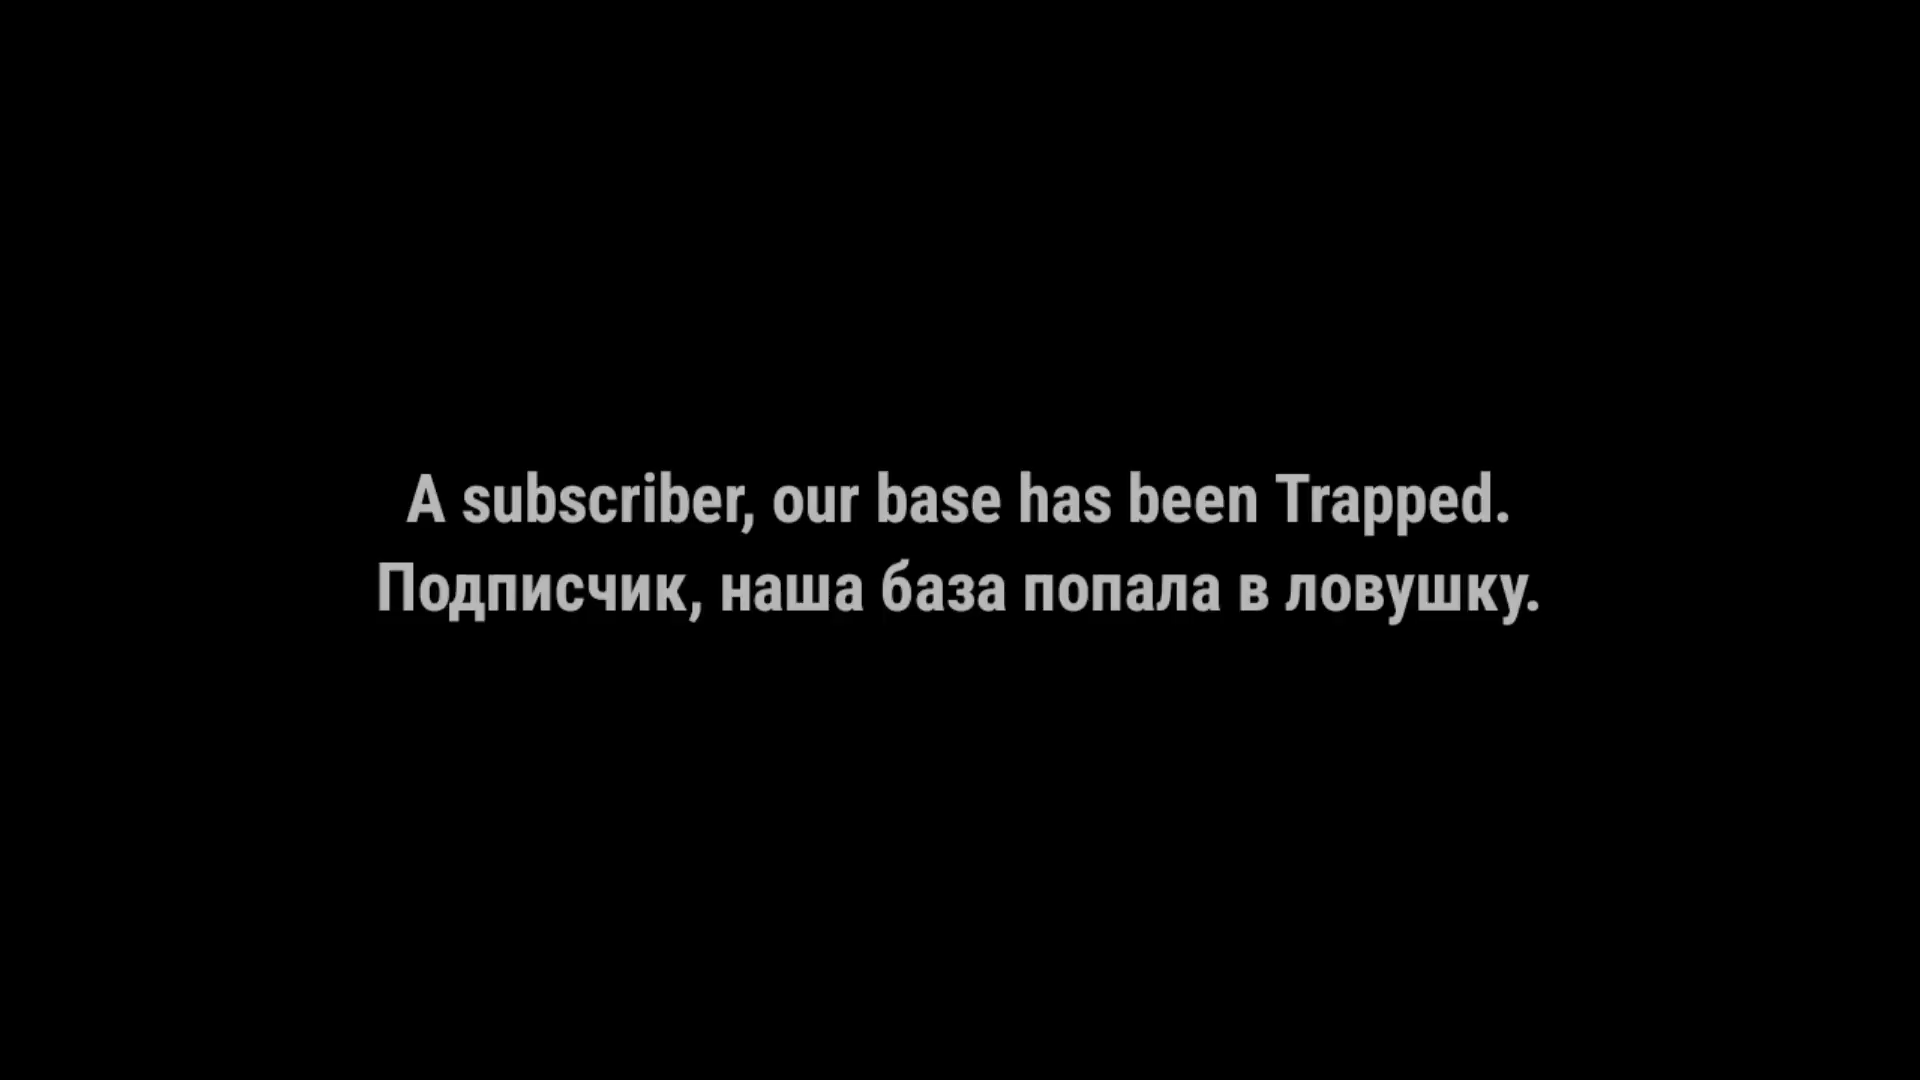 A subscriber, our base has been Trapped.
Подписчик, наша база попала в ловушку.